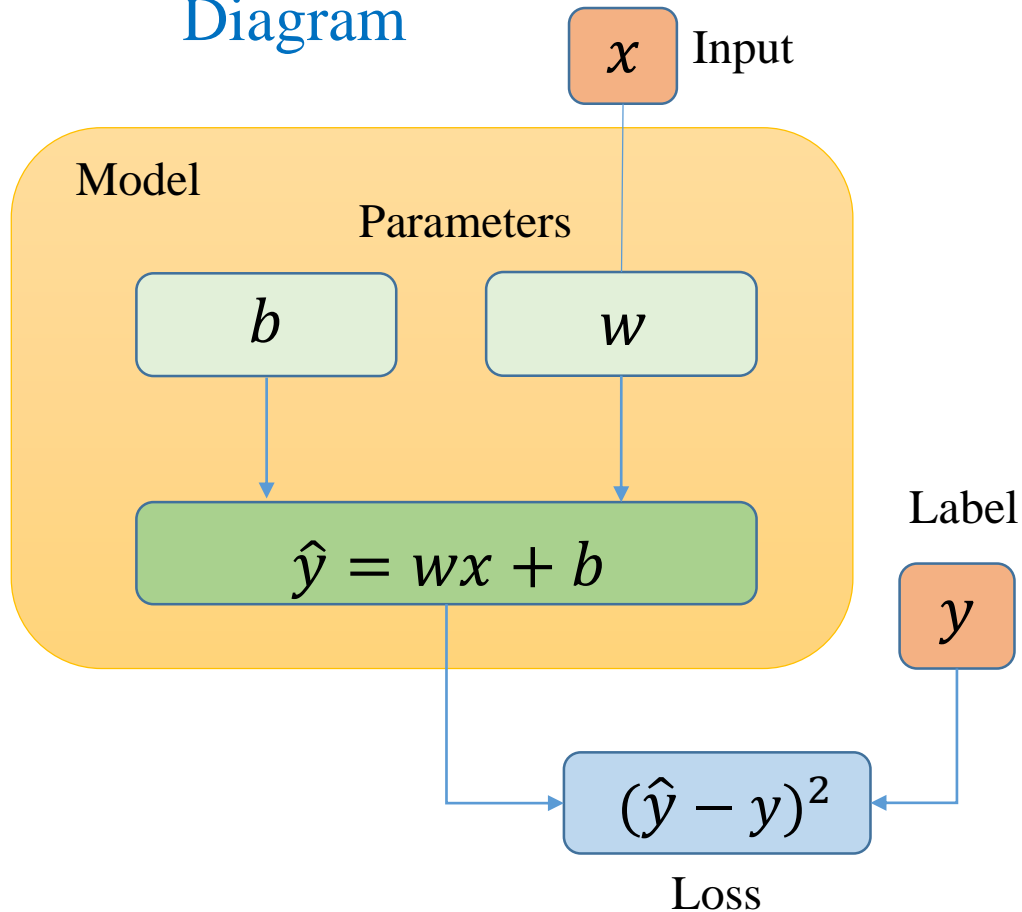 Diagram
x Input
Model
Parameters
b
w
ŷ = wx + b
Label
y
(ŷ − y)²
Loss